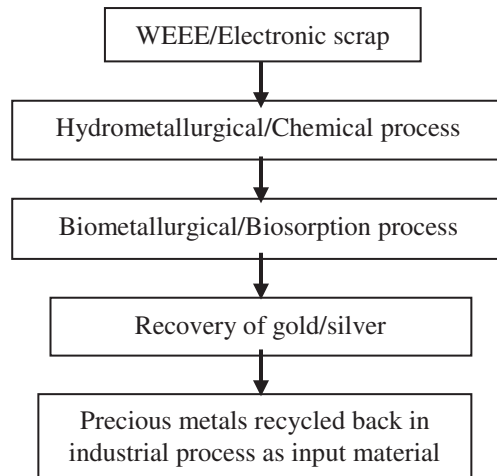 WEEE/Electronic scrap
Hydrometallurgical/Chemical process
Biometallurgical/Biosorption process
Recovery of gold/silver
Precious metals recycled back in
industrial process as input material